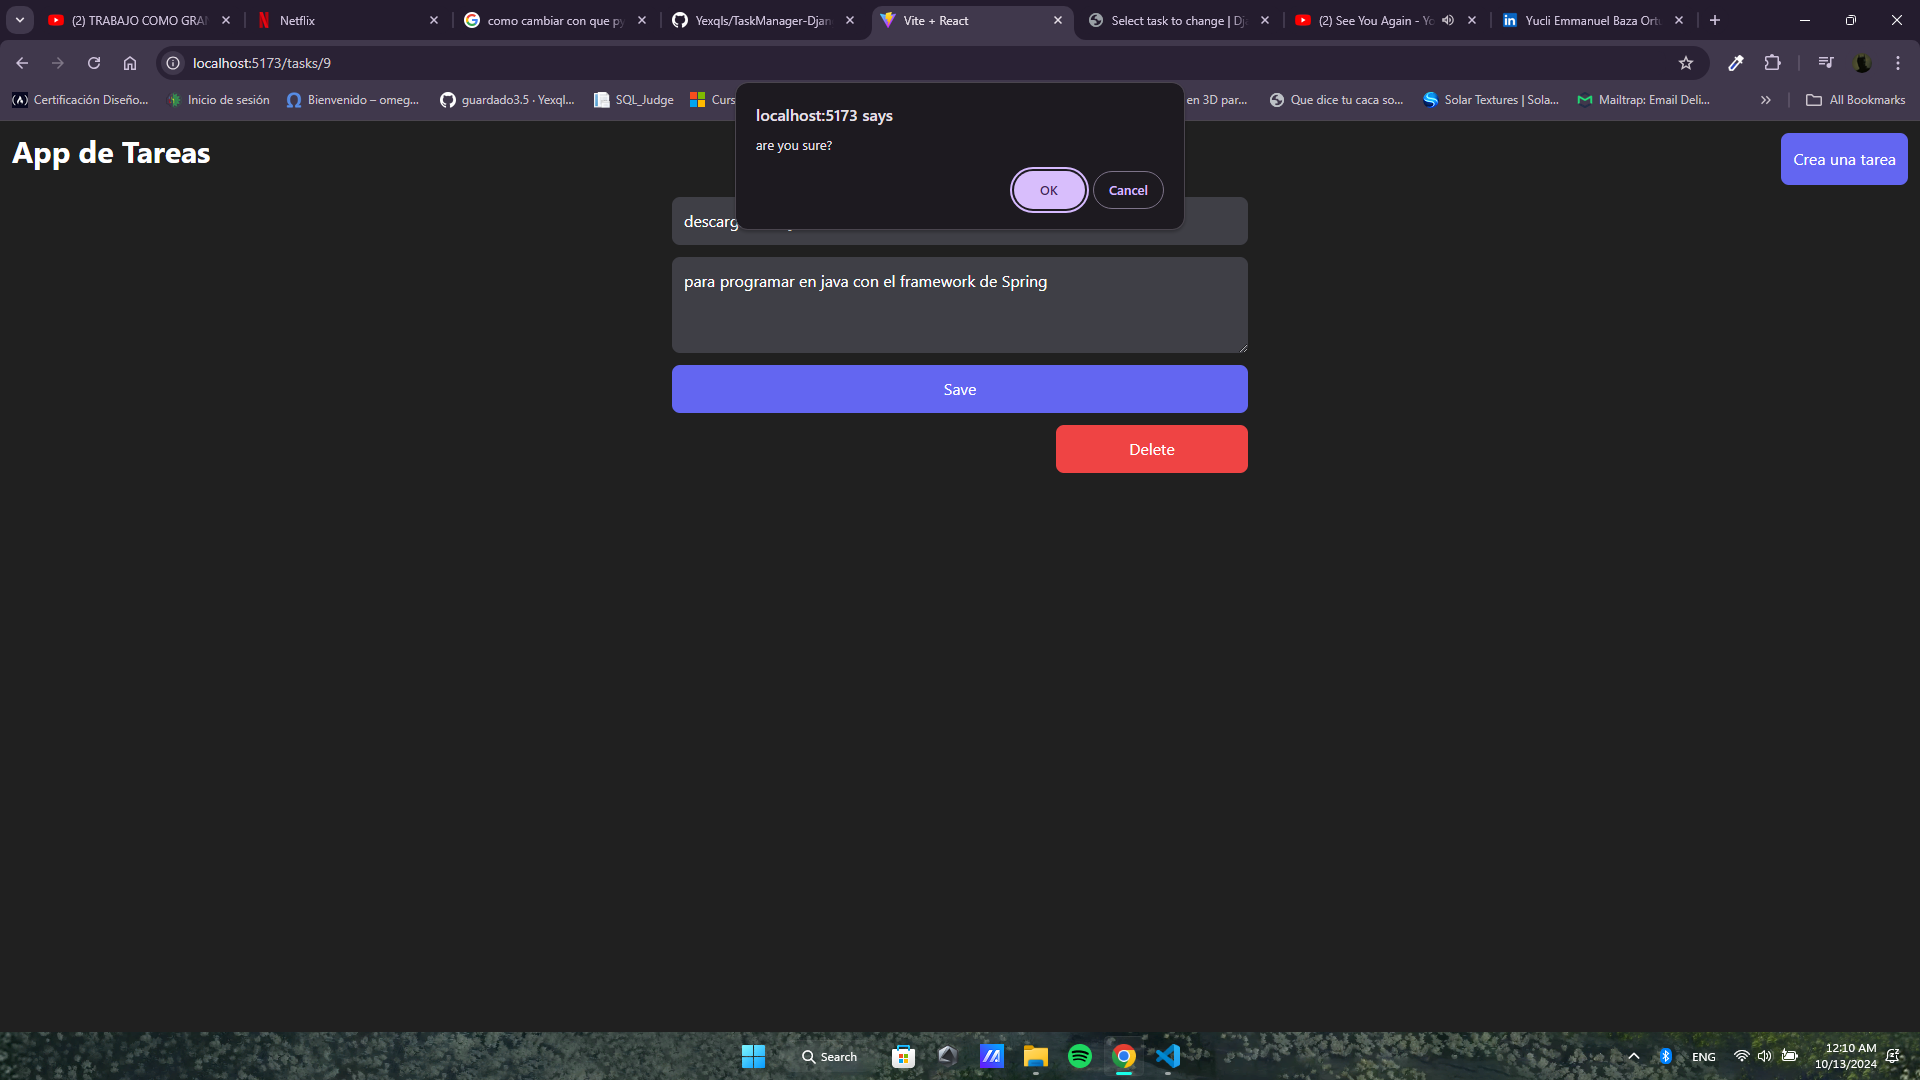 (2) TRABAJO COMO GRAN
Netflix
como cambiar con que py
Yexqls/TaskManager-Djan
Vite + React
Select task to change | Dj
(2) See You Again - Yo
Yucli Emmanuel Baza Ort
localhost:5173/tasks/9
Certificación Diseño...
Inicio de sesión
Bienvenido – omeg...
guardado3.5 · Yexql...
SQL_Judge
Curs
en 3D par...
Que dice tu caca so...
Solar Textures | Sola...
Mailtrap: Email Deli...
All Bookmarks
localhost:5173 says
are you sure?
OK
Cancel
App de Tareas
Crea una tarea
descarg
para programar en java con el framework de Spring
Save
Delete
Search
ENG
12:10 AM
10/13/2024